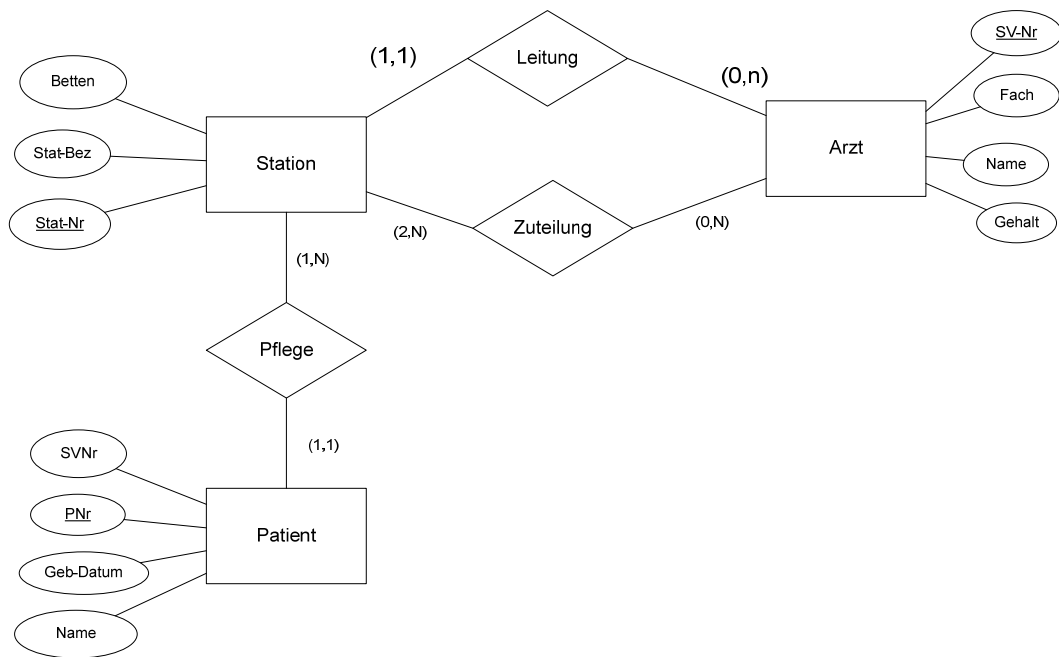 SV-Nr
(1,1)
Leitung
Betten
(0,n)
Fach
Arzt
Stat-Bez
Station
Name
Stat-Nr
(2,N)
Zuteilung
(0,N)
Gehalt
(1,N)
Pflege
SVNr
(1,1)
PNr
Patient
Geb-Datum
Name